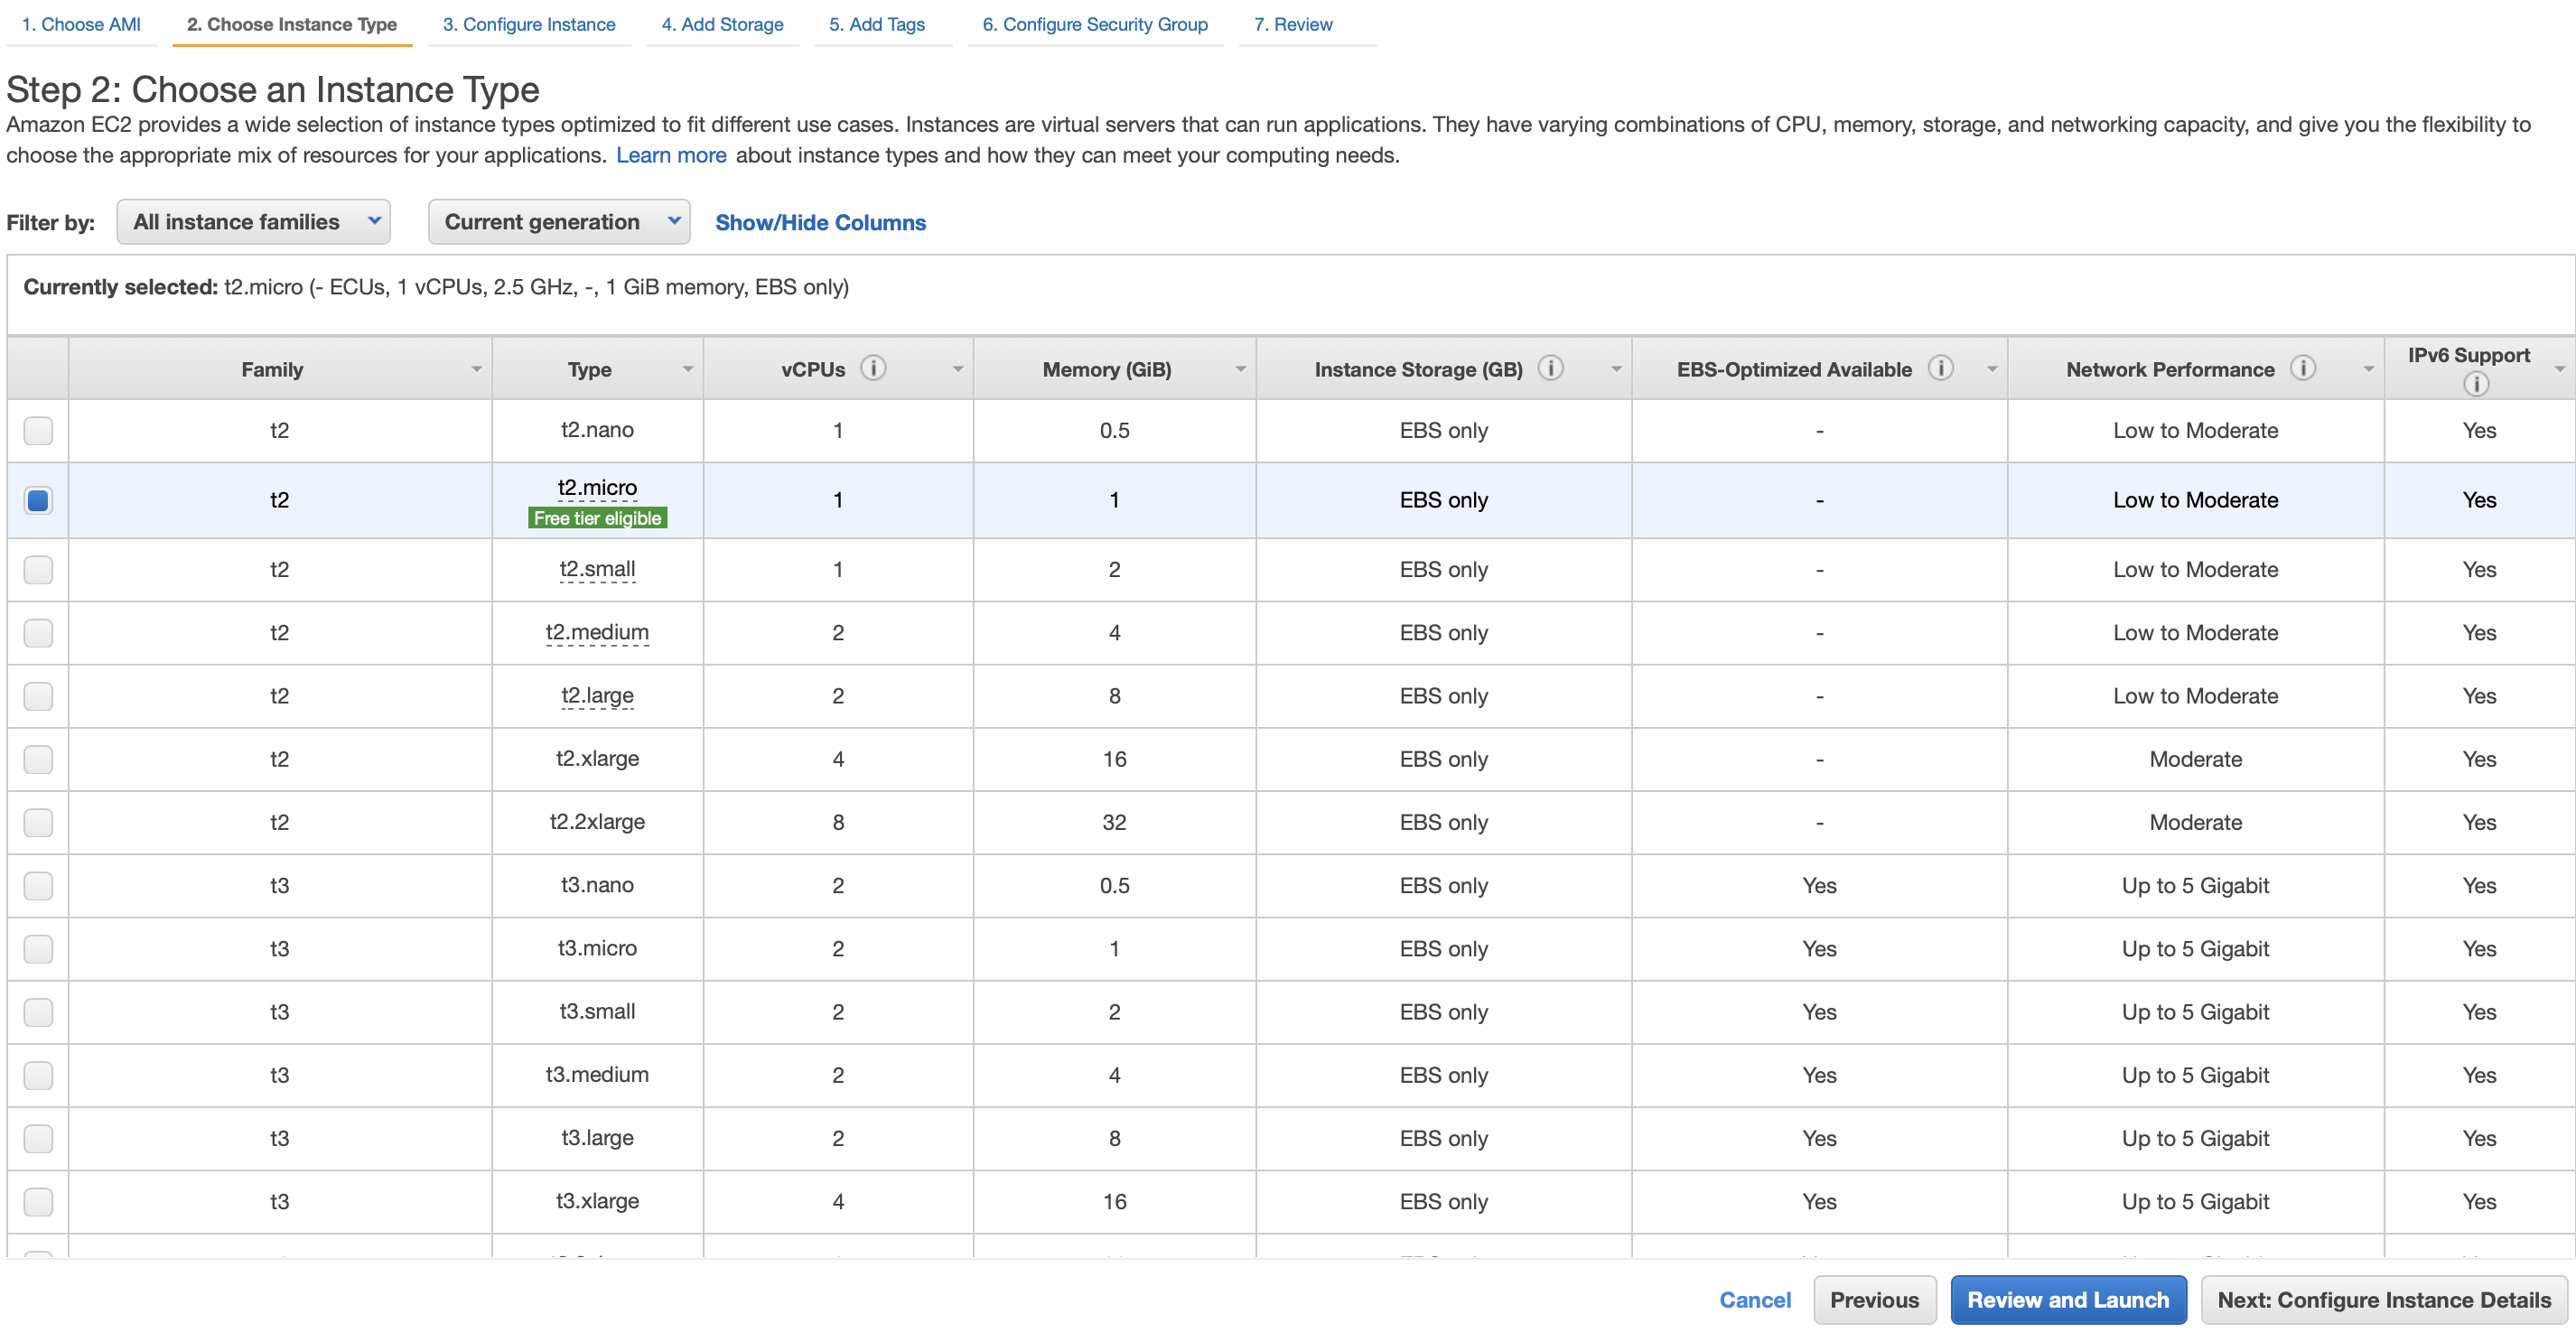 1. Choose AMI 2. Choose Instance Type 3. Configure Instance 4. Add Storage 5. Add Tags 6. Configure Security Group 7. Review
Step 2: Choose an Instance Type
Amazon EC2 provides a wide selection of instance types optimized to fit different use cases. Instances are virtual servers that can run applications. They have varying combinations of CPU, memory, storage, and networking capacity, and give you the flexibility to
choose the appropriate mix of resources for your applications. Learn more about instance types and how they can meet your computing needs.
Filter by: All instance families Current generation Show/Hide Columns
Currently selected: t2.micro (- ECUs, 1 vCPUs, 2.5 GHz, -, 1 GiB memory, EBS only)
Family Type vCPUs Memory (GiB) Instance Storage (GB) EBS-Optimized Available Network Performance IPv6 Support
t2 t2.nano 1 0.5 EBS only - Low to Moderate Yes
t2 t2.micro 1 1 EBS only - Low to Moderate Yes
Free tier eligible
t2 t2.small 1 2 EBS only - Low to Moderate Yes
t2 t2.medium 2 4 EBS only - Low to Moderate Yes
t2 t2.large 2 8 EBS only - Low to Moderate Yes
t2 t2.xlarge 4 16 EBS only - Moderate Yes
t2 t2.2xlarge 8 32 EBS only - Moderate Yes
t3 t3.nano 2 0.5 EBS only Yes Up to 5 Gigabit Yes
t3 t3.micro 2 1 EBS only Yes Up to 5 Gigabit Yes
t3 t3.small 2 2 EBS only Yes Up to 5 Gigabit Yes
t3 t3.medium 2 4 EBS only Yes Up to 5 Gigabit Yes
t3 t3.large 2 8 EBS only Yes Up to 5 Gigabit Yes
t3 t3.xlarge 4 16 EBS only Yes Up to 5 Gigabit Yes
Cancel Previous Review and Launch Next: Configure Instance Details